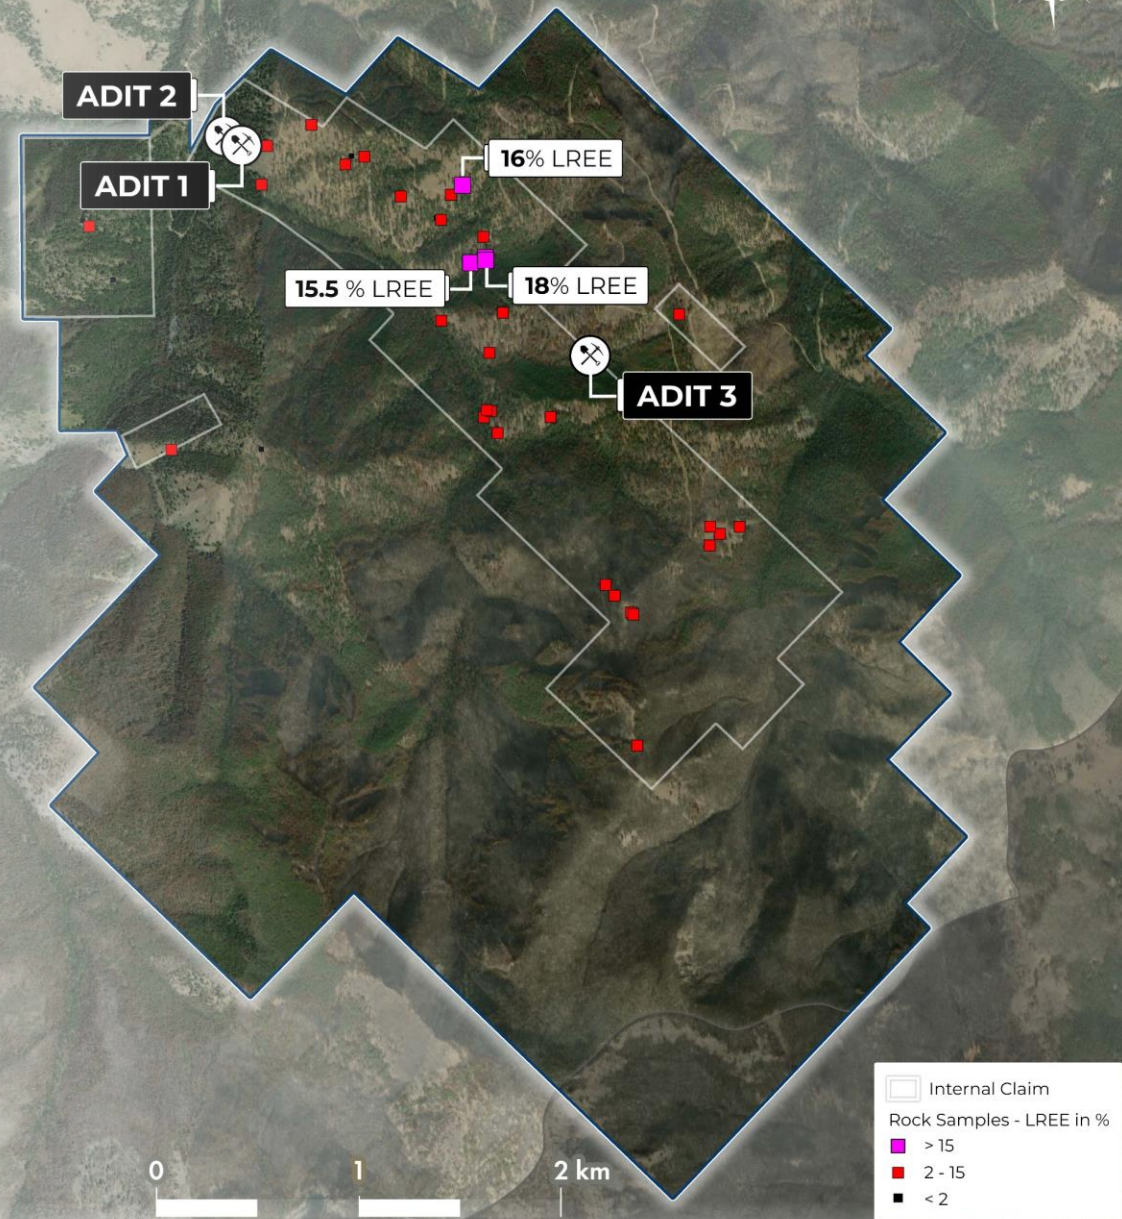 ADIT 2
16% LREE
ADIT 1
15.5 % LREE
18% LREE
ADIT 3
Internal Claim
Rock Samples - LREE in %
> 15
2 - 15
< 2
0 1 2 km